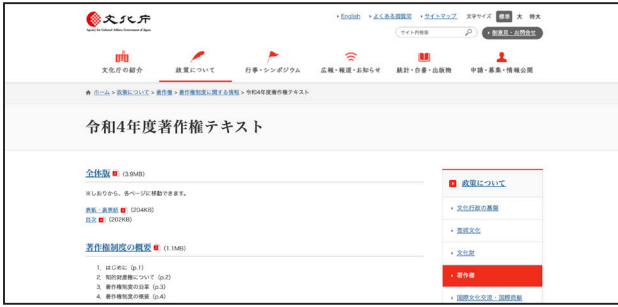 文化庁
Agency for Cultural Affairs, Government of Japan
English
よくある御質問
サイトマップ
文字サイズ 標準 大 特大
サイト内検索
御意見・お問合せ
文化庁の紹介
政策について
行事・シンポジウム
広報・報道・お知らせ
統計・白書・出版物
申請・募集・情報公開
ホーム > 政策について > 著作権 > 著作権制度に関する情報 > 令和4年度著作権テキスト
令和4年度著作権テキスト
全体版 (3.9MB)
※しおりから、各ページに移動できます。
表紙・裏表紙 (204KB)
目次 (202KB)
著作権制度の概要 (1.1MB)
1. はじめに (p.1)
2. 知的財産権について (p.2)
3. 著作権制度の沿革 (p.3)
4. 著作権制度の概要 (p.4)
政策について
文化行政の基盤
芸術文化
文化財
著作権
国際文化交流・国際貢献